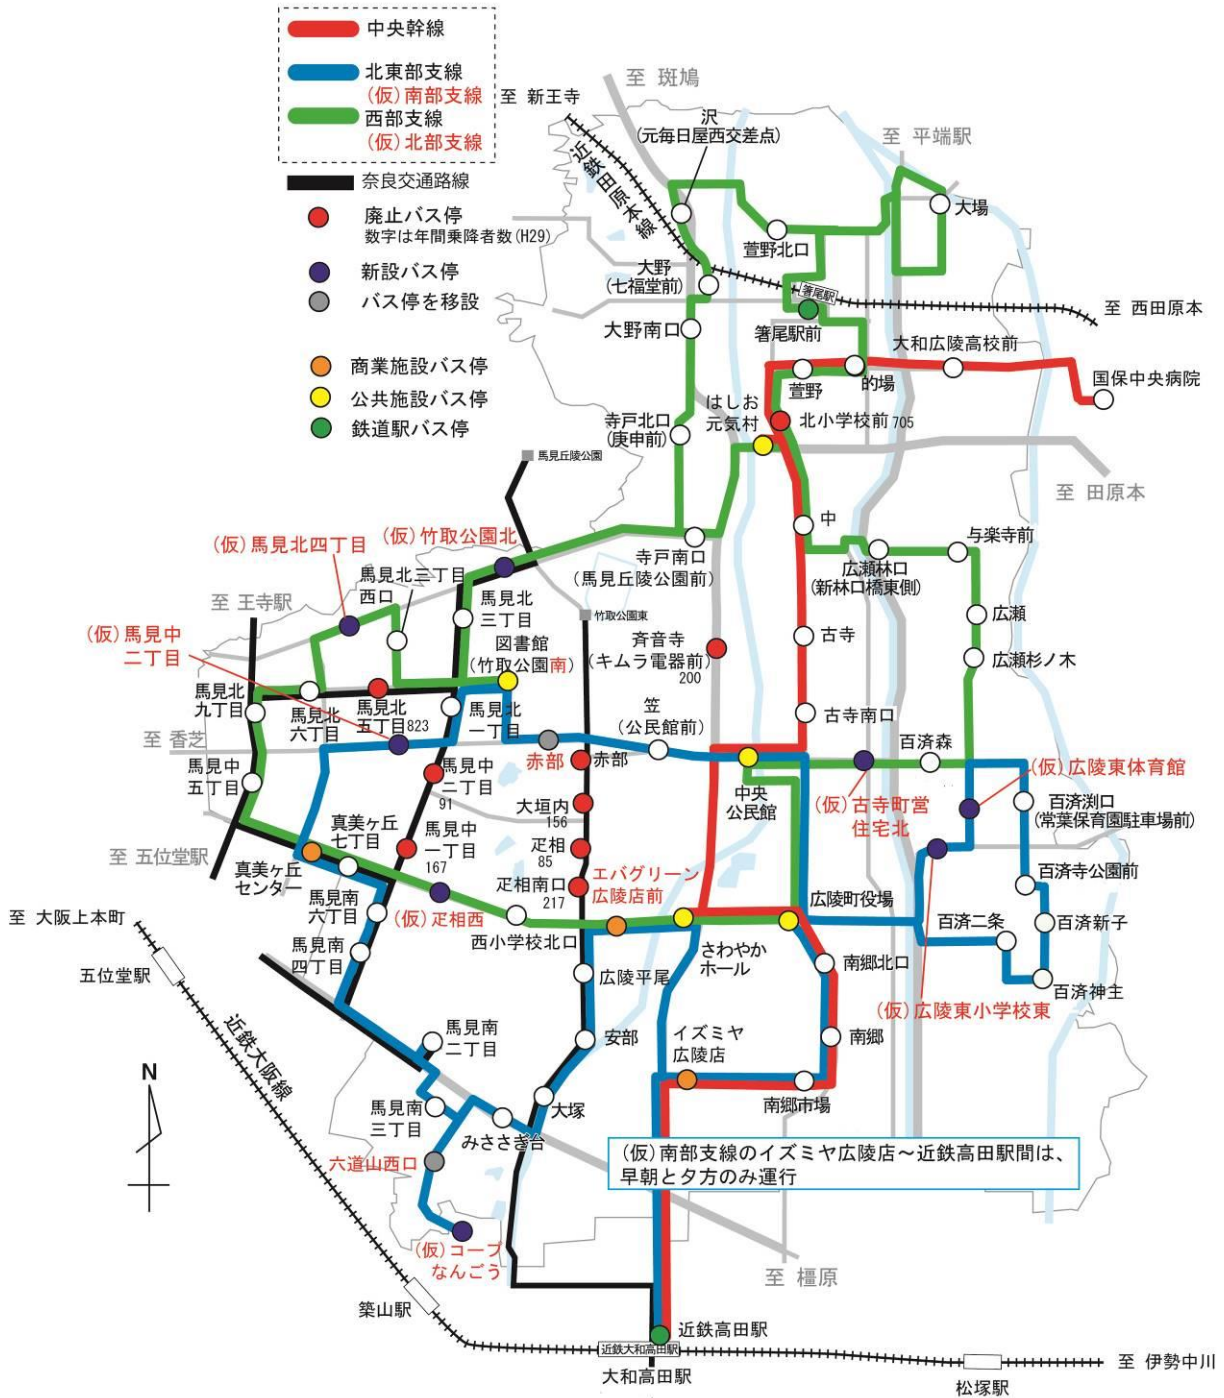 中央幹線
北東部支線
(仮)南部支線
西部支線
(仮)北部支線
奈良交通路線
廃止バス停
数字は年間乗降者数(H29)
新設バス停
バス停を移設
商業施設バス停
公共施設バス停
鉄道駅バス停
至 斑鳩
至 新王寺
近鉄田原本線
沢
(元毎日屋西交差点)
至 平端駅
大場
萱野北口
大野
(七福堂前)
箸尾駅
至 西田原本
大野南口
箸尾駅前
大和広陵高校前
萱野
的場
国保中央病院
はしお
元気村
北小学校前705
寺戸北口
(庚申前)
馬見丘陵公園
至 田原本
(仮)竹取公園北
中
与楽寺前
(仮)馬見北四丁目
寺戸南口
(馬見丘陵公園前)
広瀬林口
(新林口橋東側)
馬見北三丁目
西口
至 王寺駅
馬見北
三丁目
竹取公園東
広瀬
(仮)馬見中
二丁目
図書館
(竹取公園南)
斉音寺
(キムラ電器前)
200
古寺
広瀬杉ノ木
馬見北
九丁目
馬見北
六丁目
馬見北
五丁目823
馬見北
一丁目
笠
(公民館前)
古寺南口
至 香芝
百済森
馬見中
五丁目
馬見中
二丁目
91
赤部
赤部
中央
公民館
(仮)古寺町営
住宅北
(仮)広陵東体育館
大垣内
156
百済渕口
(常葉保育園駐車場前)
真美ヶ丘
七丁目
馬見中
一丁目
167
疋相
85
至 五位堂駅
真美ヶ丘
センター
疋相南口
217
エバグリーン
広陵店前
百済寺公園前
馬見南
六丁目
(仮)疋相西
広陵町役場
至 大阪上本町
西小学校北口
百済二条
百済新子
馬見南
四丁目
さわやか
ホール
南郷北口
五位堂駅
広陵平尾
百済神主
(仮)広陵東小学校東
近鉄大阪線
馬見南
二丁目
安部
イズミヤ
広陵店
南郷
N
馬見南
三丁目
大塚
南郷市場
みささぎ台
(仮)南部支線のイズミヤ広陵店～近鉄高田駅間は、
早朝と夕方のみ運行
六道山西口
(仮)コープ
なんごう
至 橿原
築山駅
近鉄高田駅
近鉄大和高田駅
大和高田駅
至 伊勢中川
松塚駅